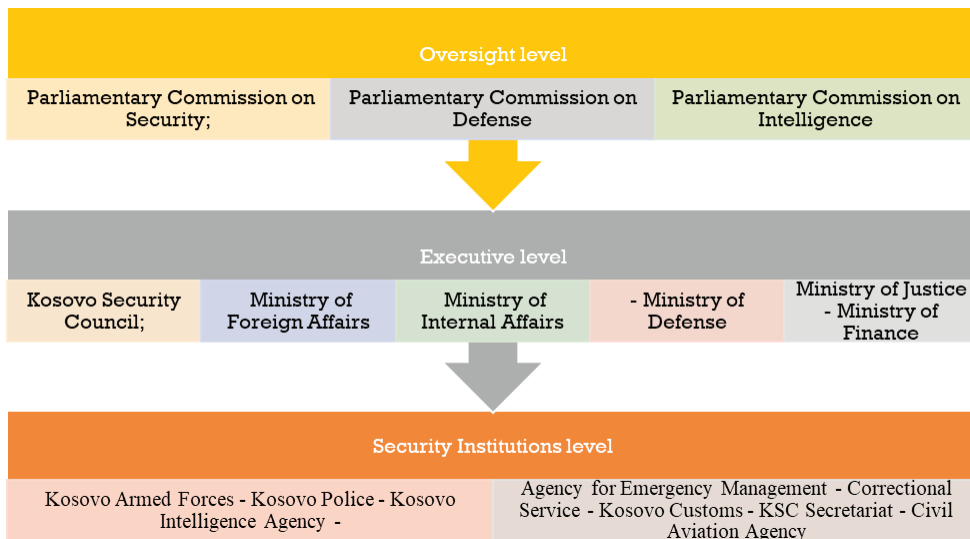 Oversight level
Parliamentary Commission on
Security;
Parliamentary Commission on
Defense
Parliamentary Commission on
Intelligence
Executive level
Kosovo Security
Council;
Ministry of
Foreign Affairs
Ministry of
Internal Affairs
- Ministry of
Defense
Ministry of Justice
- Ministry of
Finance
Security Institutions level
Kosovo Armed Forces - Kosovo Police - Kosovo
Intelligence Agency -
Agency for Emergency Management - Correctional
Service - Kosovo Customs - KSC Secretariat - Civil
Aviation Agency